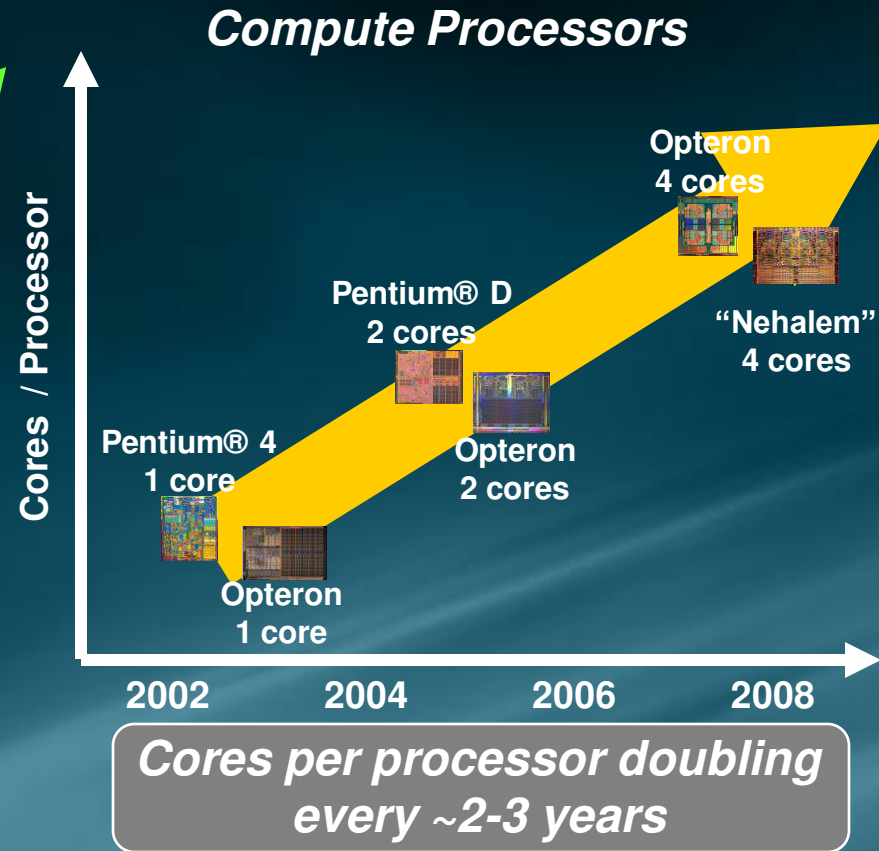 Compute Processors
Cores / Processor
Opteron
4 cores
"Nehalem"
4 cores
Pentium® D
2 cores
Opteron
2 cores
Pentium® 4
1 core
Opteron
1 core
2002 2004 2006 2008
Cores per processor doubling
every ~2-3 years